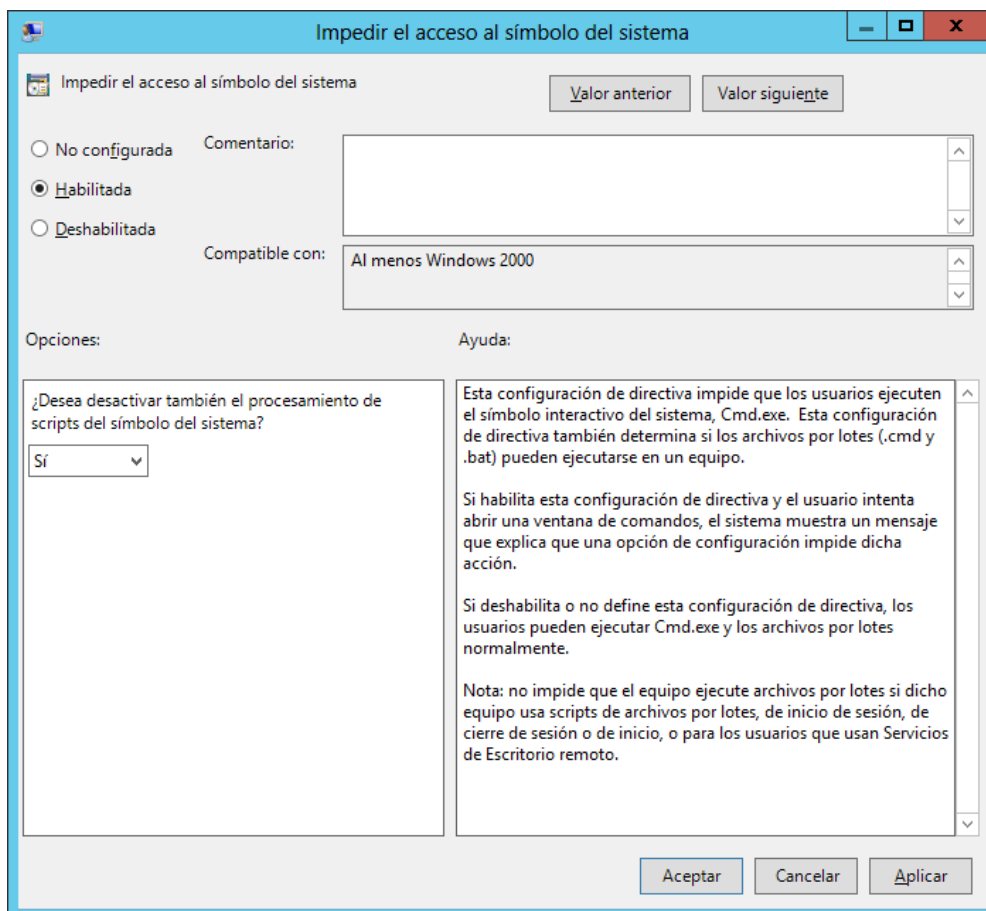 Impedir el acceso al símbolo del sistema
Impedir el acceso al símbolo del sistema
Valor anterior
Valor siguiente
No configurada
Comentario:
Habilitada
Deshabilitada
Compatible con:
Al menos Windows 2000
Opciones:
Ayuda:
¿Desea desactivar también el procesamiento de
scripts del símbolo del sistema?
Sí
Esta configuración de directiva impide que los usuarios ejecuten
el símbolo interactivo del sistema, Cmd.exe.  Esta configuración
de directiva también determina si los archivos por lotes (.cmd y
.bat) pueden ejecutarse en un equipo.
Si habilita esta configuración de directiva y el usuario intenta
abrir una ventana de comandos, el sistema muestra un mensaje
que explica que una opción de configuración impide dicha
acción.
Si deshabilita o no define esta configuración de directiva, los
usuarios pueden ejecutar Cmd.exe y los archivos por lotes
normalmente.
Nota: no impide que el equipo ejecute archivos por lotes si dicho
equipo usa scripts de archivos por lotes, de inicio de sesión, de
cierre de sesión o de inicio, o para los usuarios que usan Servicios
de Escritorio remoto.
Aceptar
Cancelar
Aplicar